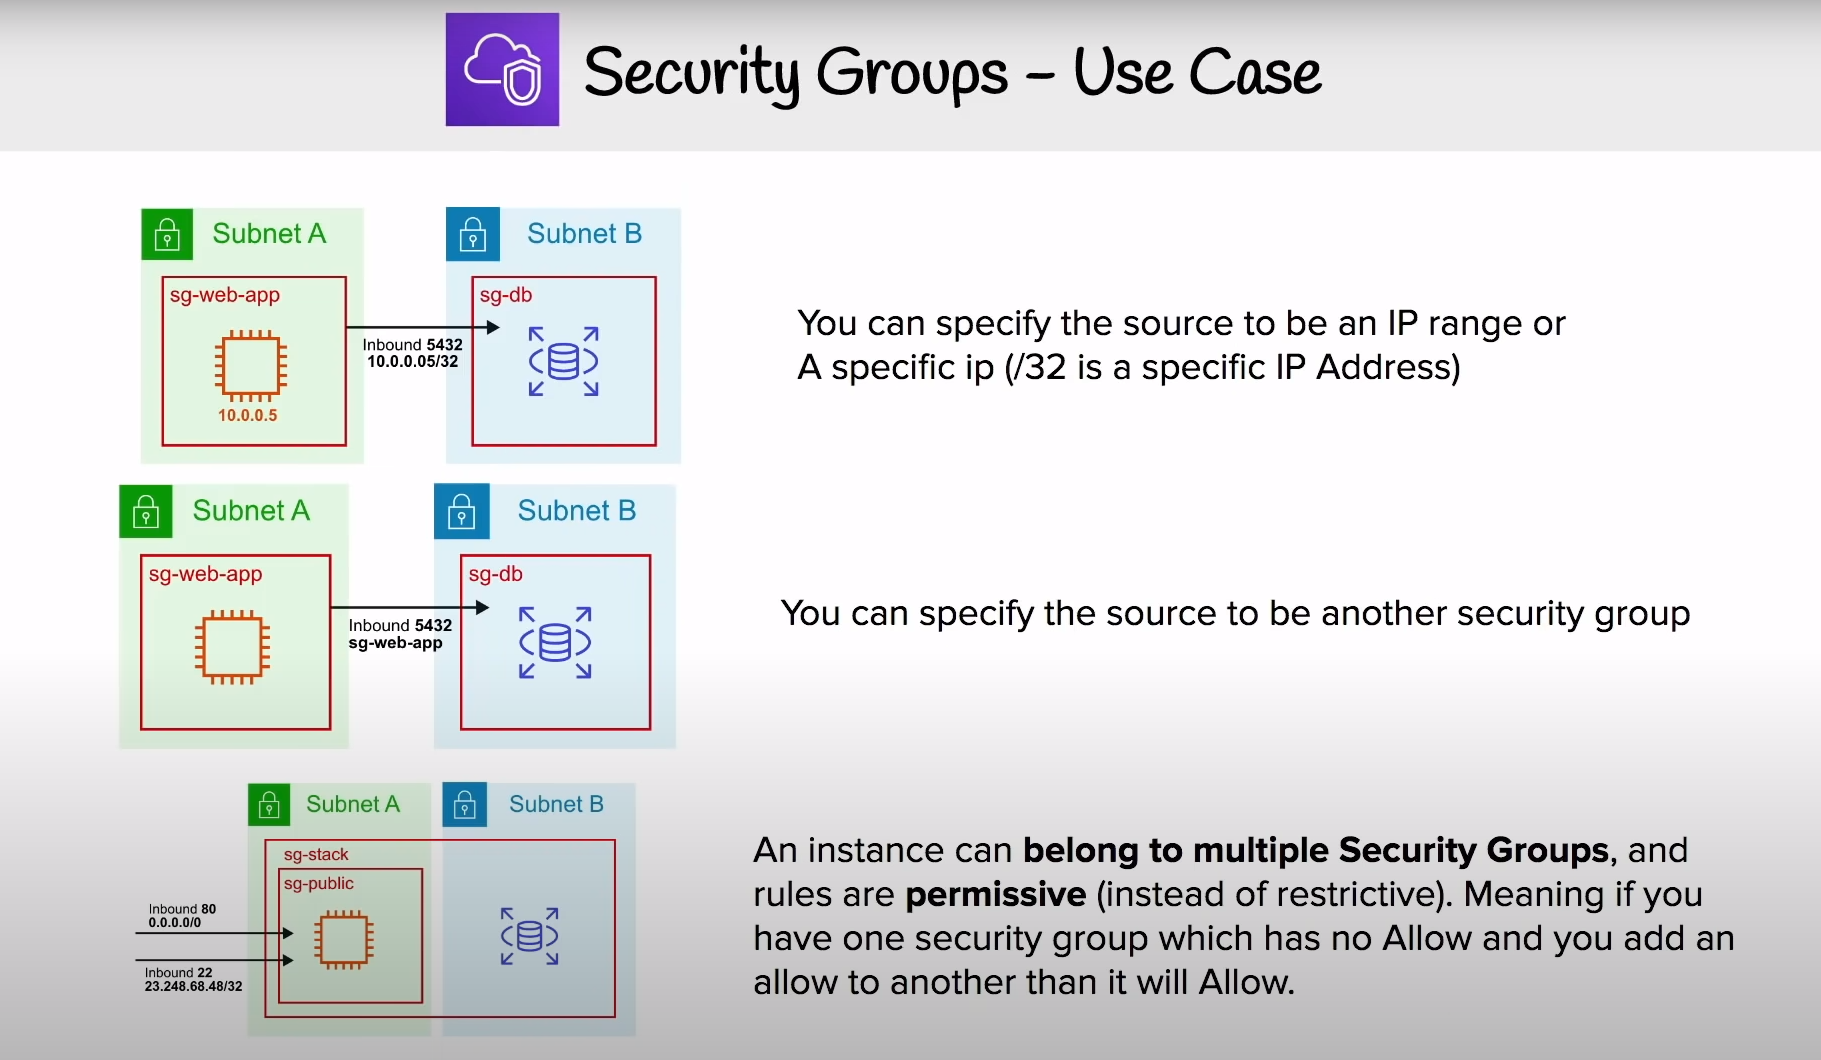 Security Groups – Use Case
Subnet A
Subnet B
sg-web-app
sg-db
Inbound 5432
10.0.0.05/32
10.0.0.5
You can specify the source to be an IP range or
A specific ip (/32 is a specific IP Address)
Subnet A
Subnet B
sg-web-app
sg-db
Inbound 5432
sg-web-app
You can specify the source to be another security group
Subnet A
Subnet B
sg-stack
sg-public
Inbound 80
0.0.0.0/0
Inbound 22
23.248.68.48/32
An instance can belong to multiple Security Groups, and
rules are permissive (instead of restrictive). Meaning if you
have one security group which has no Allow and you add an
allow to another than it will Allow.